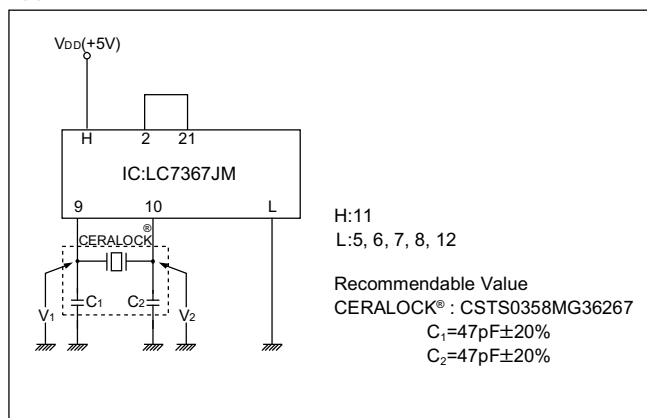 VDD(+5V)
H 2 21
IC:LC7367JM
9 10 L
CERALOCK®
C1 C2
V1 V2
H:11
L:5, 6, 7, 8, 12
Recommendable Value
CERALOCK® : CSTS0358MG36267
C1=47pF±20%
C2=47pF±20%